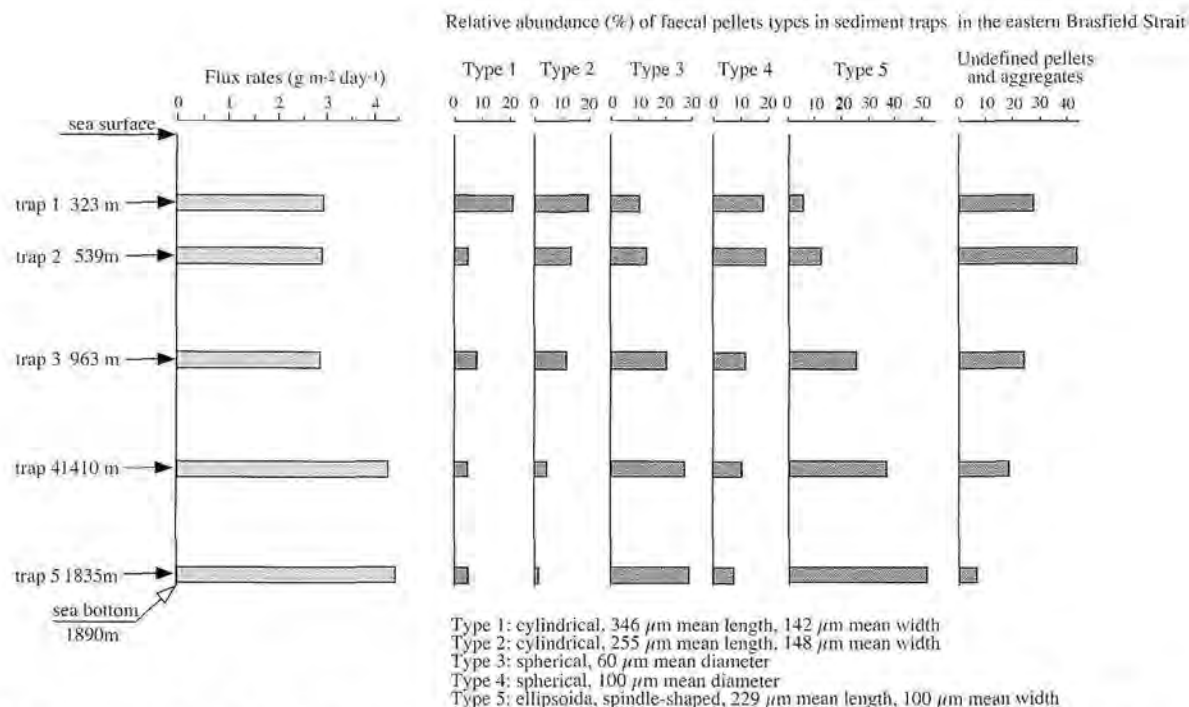 Relative abundance (%) of faecal pellets types in sediment traps in the eastern Brasfield Strait
Flux rates (g m-2 day-1)
Type 1
Type 2
Type 3
Type 4
Type 5
Undefined pellets
and aggregates
0 1 2 3 4
0 10 20
0 10 20
0 10 20 30
0 10 20
0 10 20 30 40 50
0 10 20 30 40
sea surface
trap 1 323 m
trap 2 539m
trap 3 963 m
trap 41410 m
trap 5 1835m
sea bottom
1890m
Type 1: cylindrical, 346 μm mean length, 142 μm mean width
Type 2: cylindrical, 255 μm mean length, 148 μm mean width
Type 3: spherical, 60 μm mean diameter
Type 4: spherical, 100 μm mean diameter
Type 5: ellipsoida, spindle-shaped, 229 μm mean length, 100 μm mean width